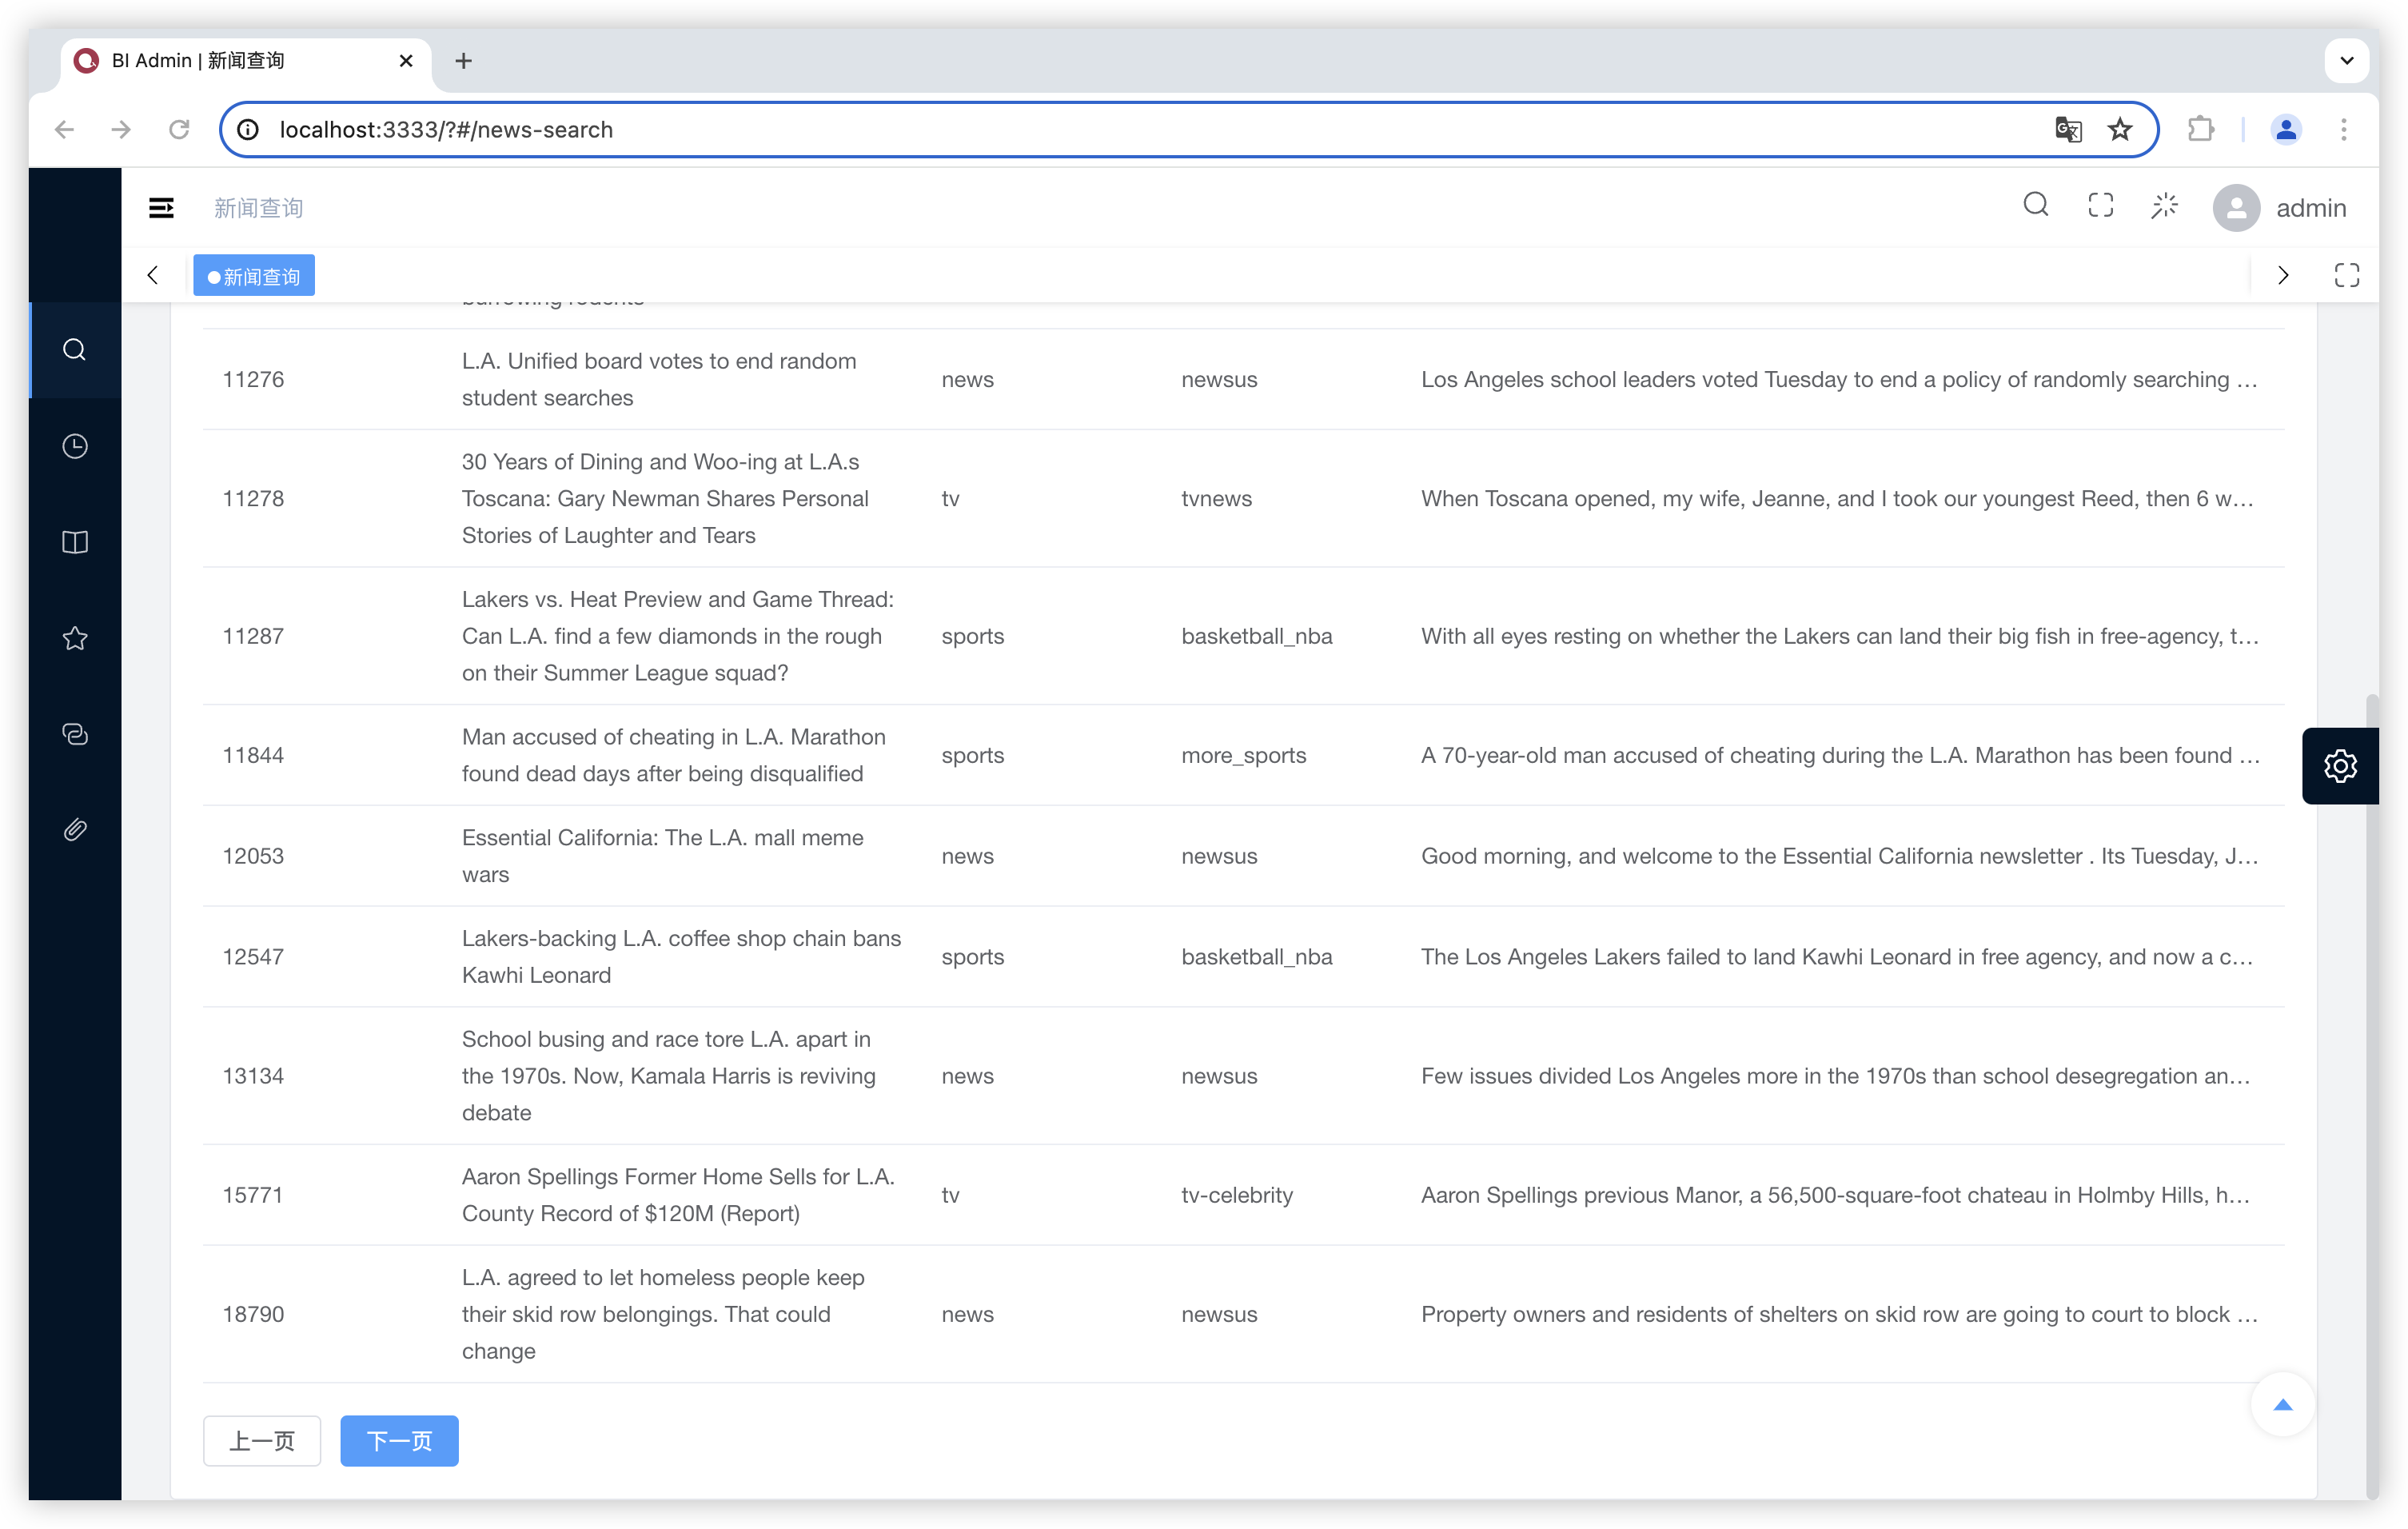 BI Admin | 新闻查询
localhost:3333/?#/news-search
新闻查询
admin
新闻查询
burrowing rodents
11276
L.A. Unified board votes to end random
student searches
news
newsus
Los Angeles school leaders voted Tuesday to end a policy of randomly searching …
11278
30 Years of Dining and Woo-ing at L.A.s
Toscana: Gary Newman Shares Personal
Stories of Laughter and Tears
tv
tvnews
When Toscana opened, my wife, Jeanne, and I took our youngest Reed, then 6 w…
11287
Lakers vs. Heat Preview and Game Thread:
Can L.A. find a few diamonds in the rough
on their Summer League squad?
sports
basketball_nba
With all eyes resting on whether the Lakers can land their big fish in free-agency, t…
11844
Man accused of cheating in L.A. Marathon
found dead days after being disqualified
sports
more_sports
A 70-year-old man accused of cheating during the L.A. Marathon has been found …
12053
Essential California: The L.A. mall meme
wars
news
newsus
Good morning, and welcome to the Essential California newsletter . Its Tuesday, J…
12547
Lakers-backing L.A. coffee shop chain bans
Kawhi Leonard
sports
basketball_nba
The Los Angeles Lakers failed to land Kawhi Leonard in free agency, and now a c…
13134
School busing and race tore L.A. apart in
the 1970s. Now, Kamala Harris is reviving
debate
news
newsus
Few issues divided Los Angeles more in the 1970s than school desegregation an…
15771
Aaron Spellings Former Home Sells for L.A.
County Record of $120M (Report)
tv
tv-celebrity
Aaron Spellings previous Manor, a 56,500-square-foot chateau in Holmby Hills, h…
18790
L.A. agreed to let homeless people keep
their skid row belongings. That could
change
news
newsus
Property owners and residents of shelters on skid row are going to court to block …
上一页
下一页